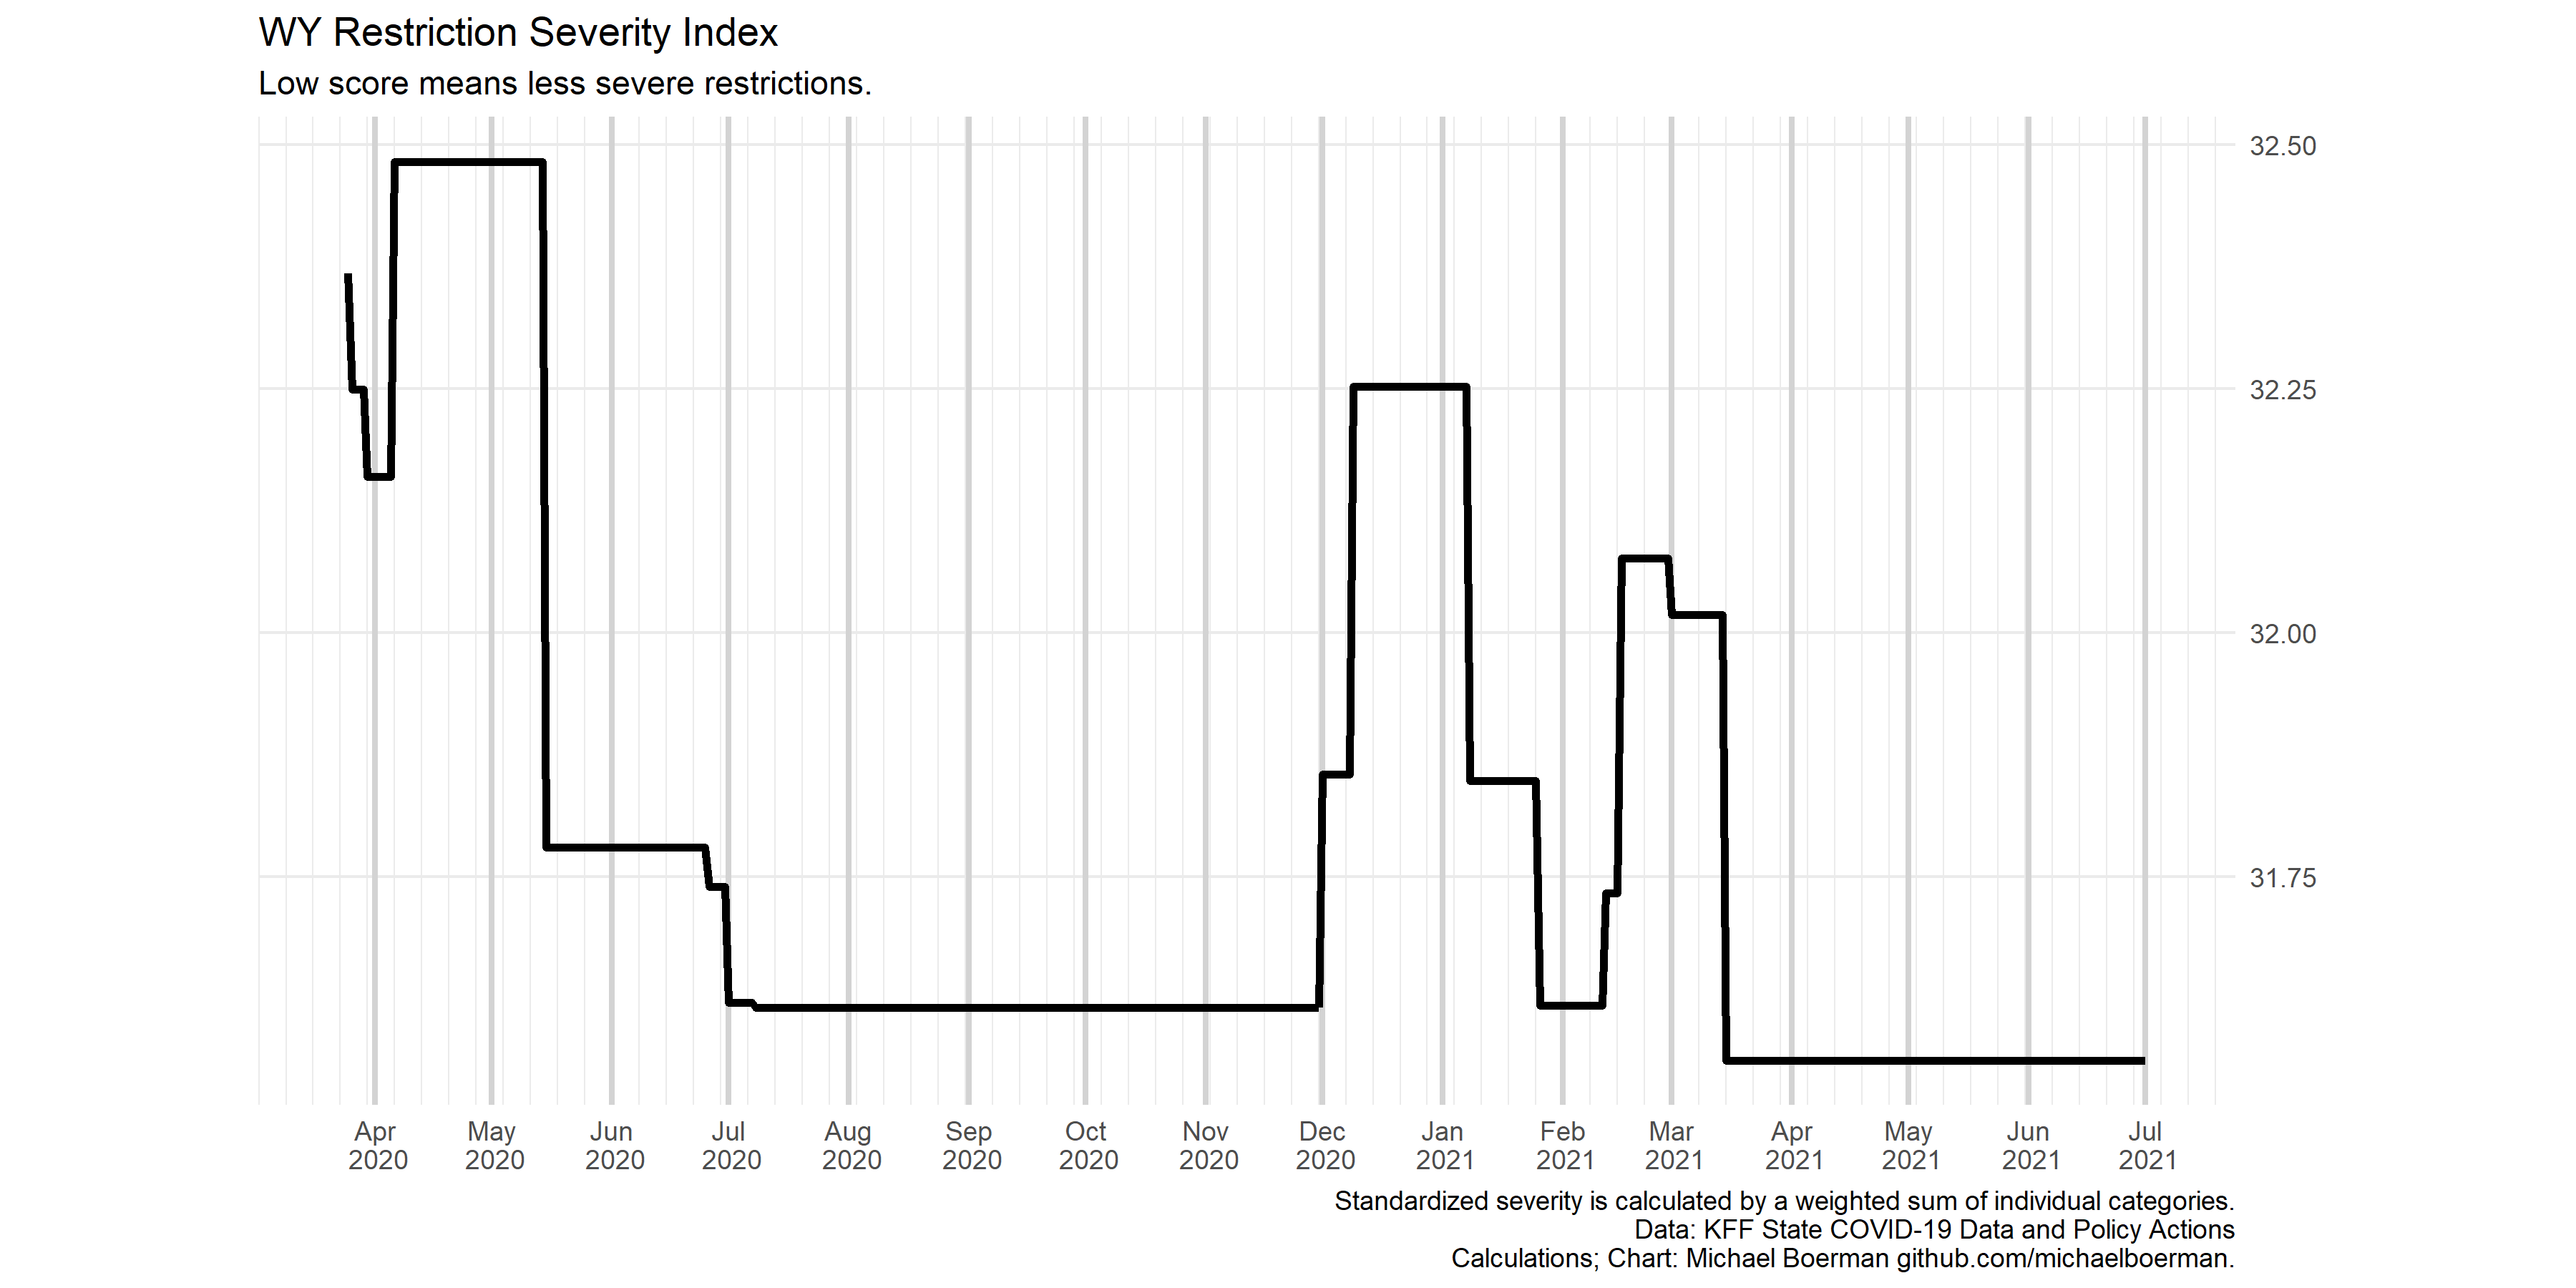 WY Restriction Severity Index
Low score means less severe restrictions.
32.50
32.25
32.00
31.75
Apr May Jun Jul Aug Sep Oct Nov Dec Jan Feb Mar Apr May Jun Jul
2020 2020 2020 2020 2020 2020 2020 2020 2020 2021 2021 2021 2021 2021 2021 2021
Standardized severity is calculated by a weighted sum of individual categories.
Data: KFF State COVID-19 Data and Policy Actions
Calculations; Chart: Michael Boerman github.com/michaelboerman.